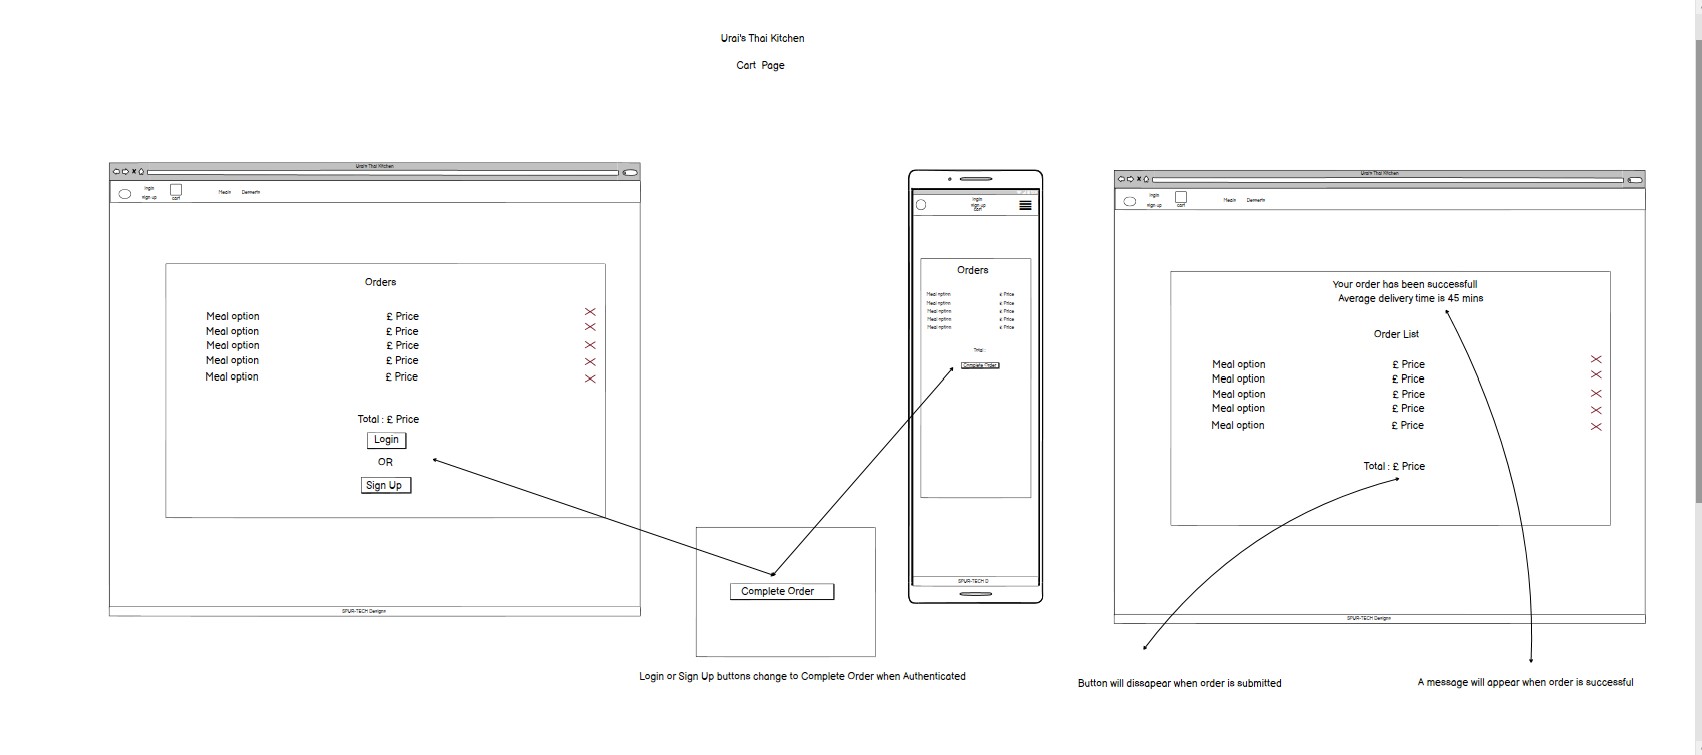 Urai's Thai Kitchen
Cart Page
Urai's Thai Kitchen
login
sign up
cart
Meals
Desserts
Orders
Meal option £ Price
Meal option £ Price
Meal option £ Price
Meal option £ Price
Meal option £ Price
Total : £ Price
Login
OR
Sign Up
SPUR-TECH Designs
Complete Order
Login or Sign Up buttons change to Complete Order when Authenticated
login
sign up
cart
Orders
Meal option £ Price
Meal option £ Price
Meal option £ Price
Meal option £ Price
Meal option £ Price
Total :
Complete Order
SPUR-TECH D
Urai's Thai Kitchen
login
sign up
cart
Meals
Desserts
Your order has been successfull
Average delivery time is 45 mins
Order List
Meal option £ Price
Meal option £ Price
Meal option £ Price
Meal option £ Price
Meal option £ Price
Total : £ Price
SPUR-TECH Designs
Button will dissapear when order is submitted
A message will appear when order is successful